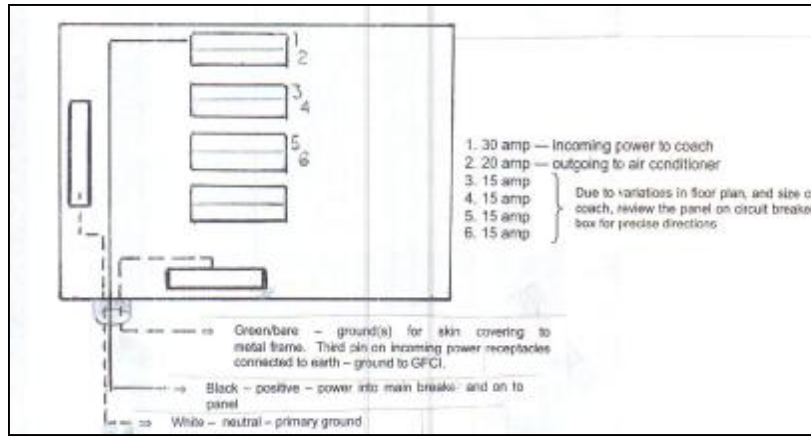 1
2
3
4
5
6
1. 30 amp — Incoming power to coach
2. 20 amp — outgoing to air conditioner
3. 15 amp
4. 15 amp
5. 15 amp
6. 15 amp
Due to variations in floor plan, and size o
coach, review the panel on circuit breake
box for precise directions
Green/bare – ground(s) for skin covering to
metal frame. Third pin on incoming power receptacles
connected to earth – ground to GFCI.
Black – positive – power into main breake and on to
panel
White – neutral – primary ground